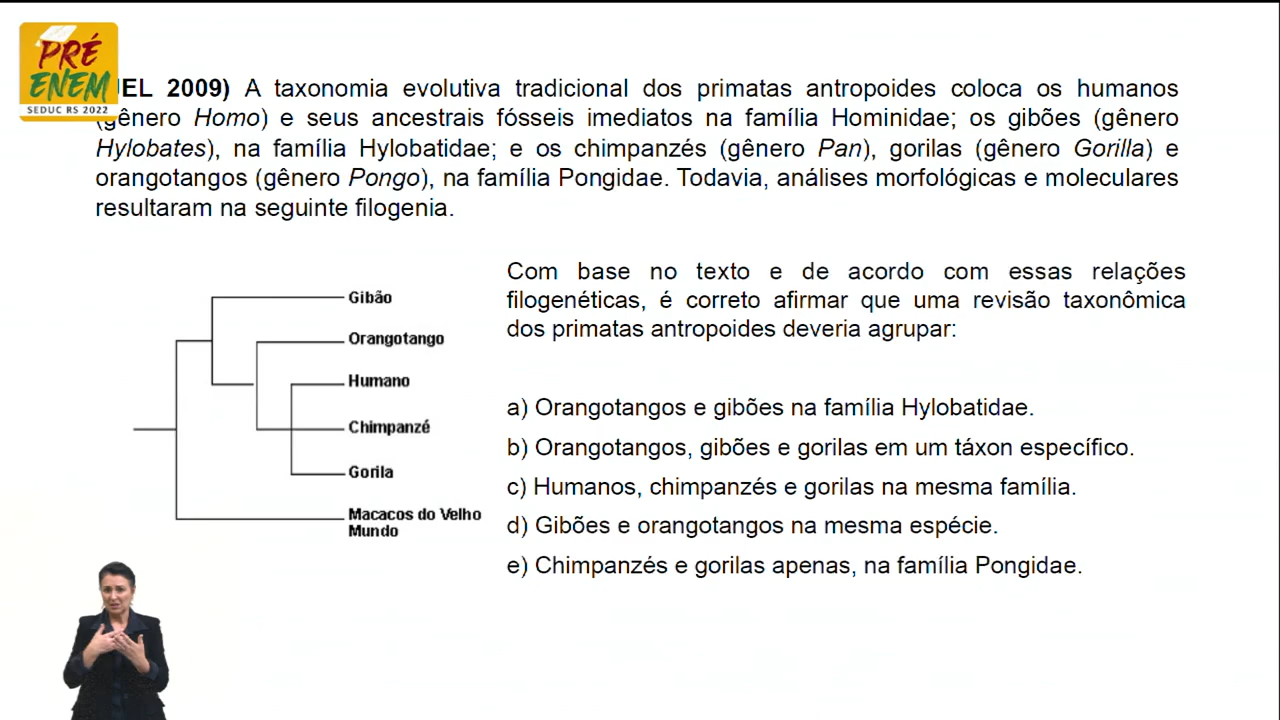 PRÉ
ENEM
SEDUC RS 2022
EL 2009) A taxonomia evolutiva tradicional dos primatas antropoides coloca os humanos
(gênero Homo) e seus ancestrais fósseis imediatos na família Hominidae; os gibões (gênero
Hylobates), na família Hylobatidae; e os chimpanzés (gênero Pan), gorilas (gênero Gorilla) e
orangotangos (gênero Pongo), na família Pongidae. Todavia, análises morfológicas e moleculares
resultaram na seguinte filogenia.
Gibão
Orangotango
Humano
Chimpanzé
Gorila
Macacos do Velho
Mundo
Com base no texto e de acordo com essas relações
filogenéticas, é correto afirmar que uma revisão taxonômica
dos primatas antropoides deveria agrupar:
a) Orangotangos e gibões na família Hylobatidae.
b) Orangotangos, gibões e gorilas em um táxon específico.
c) Humanos, chimpanzés e gorilas na mesma família.
d) Gibões e orangotangos na mesma espécie.
e) Chimpanzés e gorilas apenas, na família Pongidae.